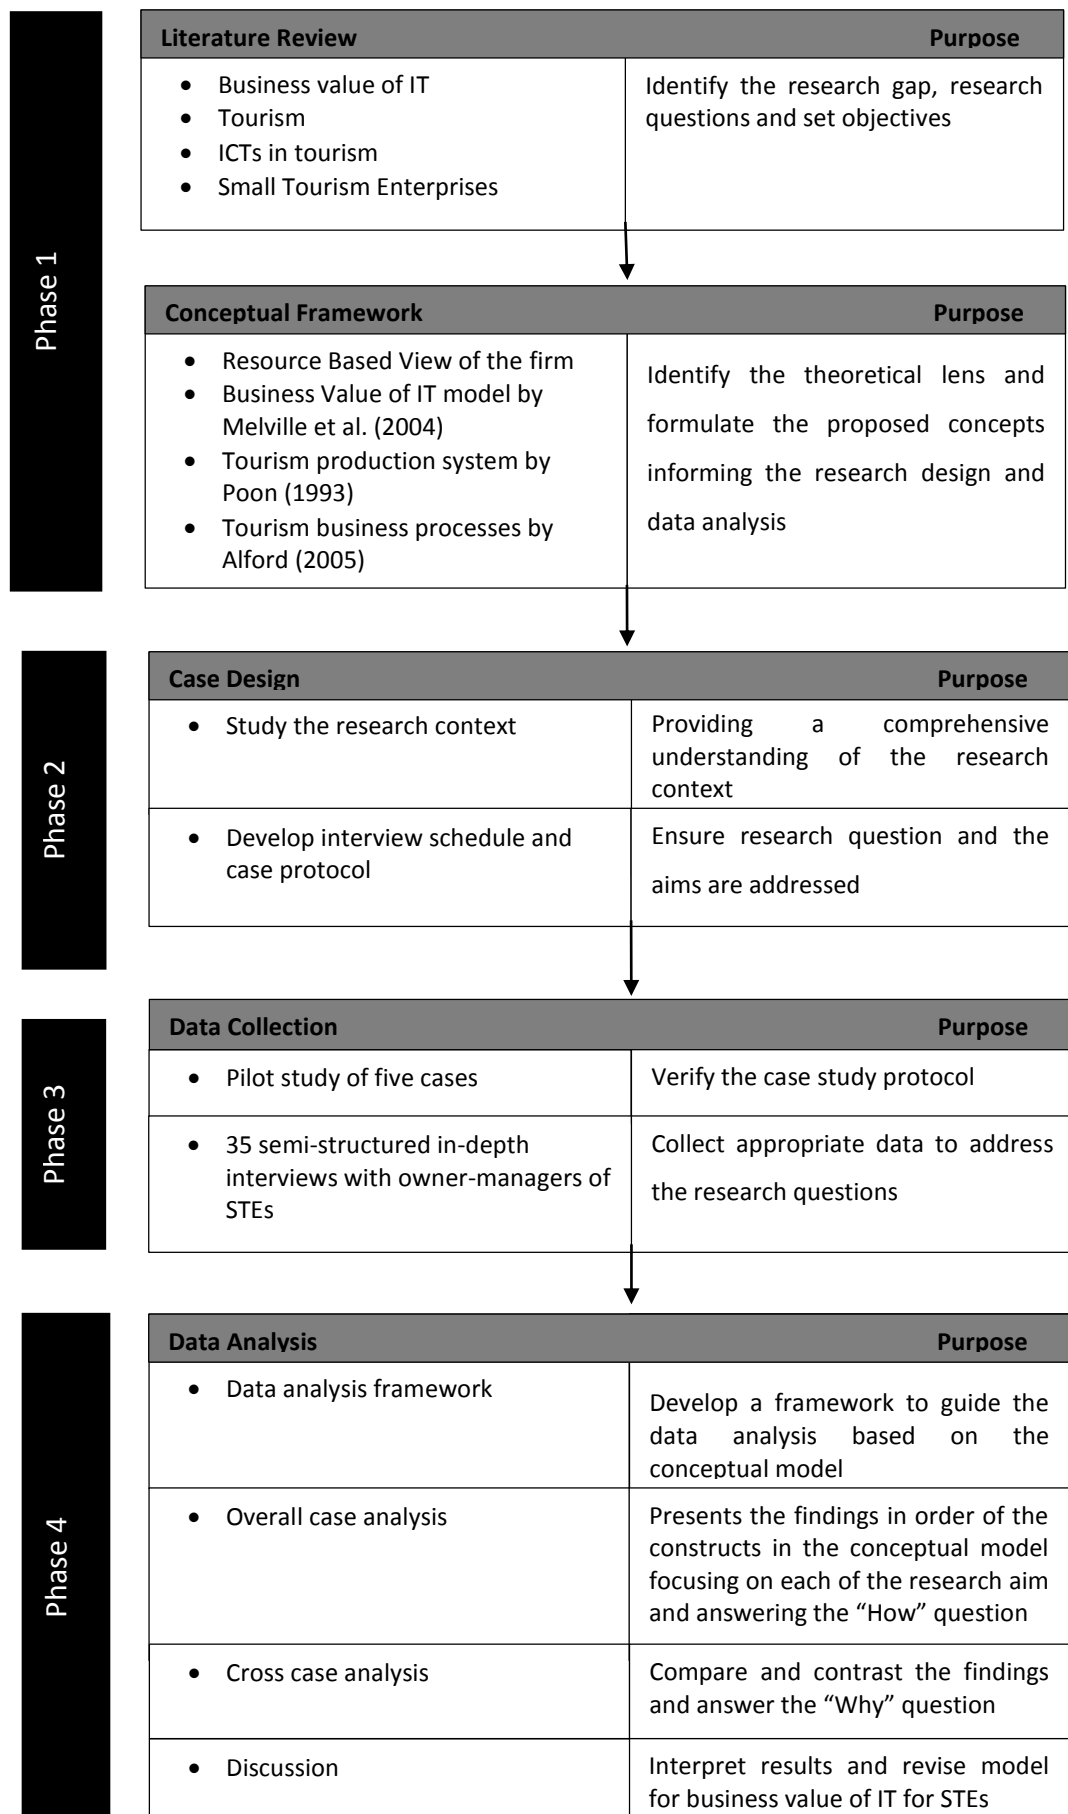 Phase 1
Literature Review Purpose
• Business value of IT
• Tourism
• ICTs in tourism
• Small Tourism Enterprises
Identify the research gap, research
questions and set objectives
Conceptual Framework Purpose
• Resource Based View of the firm
• Business Value of IT model by
Melville et al. (2004)
• Tourism production system by
Poon (1993)
• Tourism business processes by
Alford (2005)
Identify the theoretical lens and
formulate the proposed concepts
informing the research design and
data analysis
Phase 2
Case Design Purpose
• Study the research context
Providing a comprehensive
understanding of the research
context
• Develop interview schedule and
case protocol
Ensure research question and the
aims are addressed
Phase 3
Data Collection Purpose
• Pilot study of five cases
Verify the case study protocol
• 35 semi-structured in-depth
interviews with owner-managers of
STEs
Collect appropriate data to address
the research questions
Phase 4
Data Analysis Purpose
• Data analysis framework
Develop a framework to guide the
data analysis based on the
conceptual model
• Overall case analysis
Presents the findings in order of the
constructs in the conceptual model
focusing on each of the research aim
and answering the “How” question
• Cross case analysis
Compare and contrast the findings
and answer the “Why” question
• Discussion
Interpret results and revise model
for business value of IT for STEs